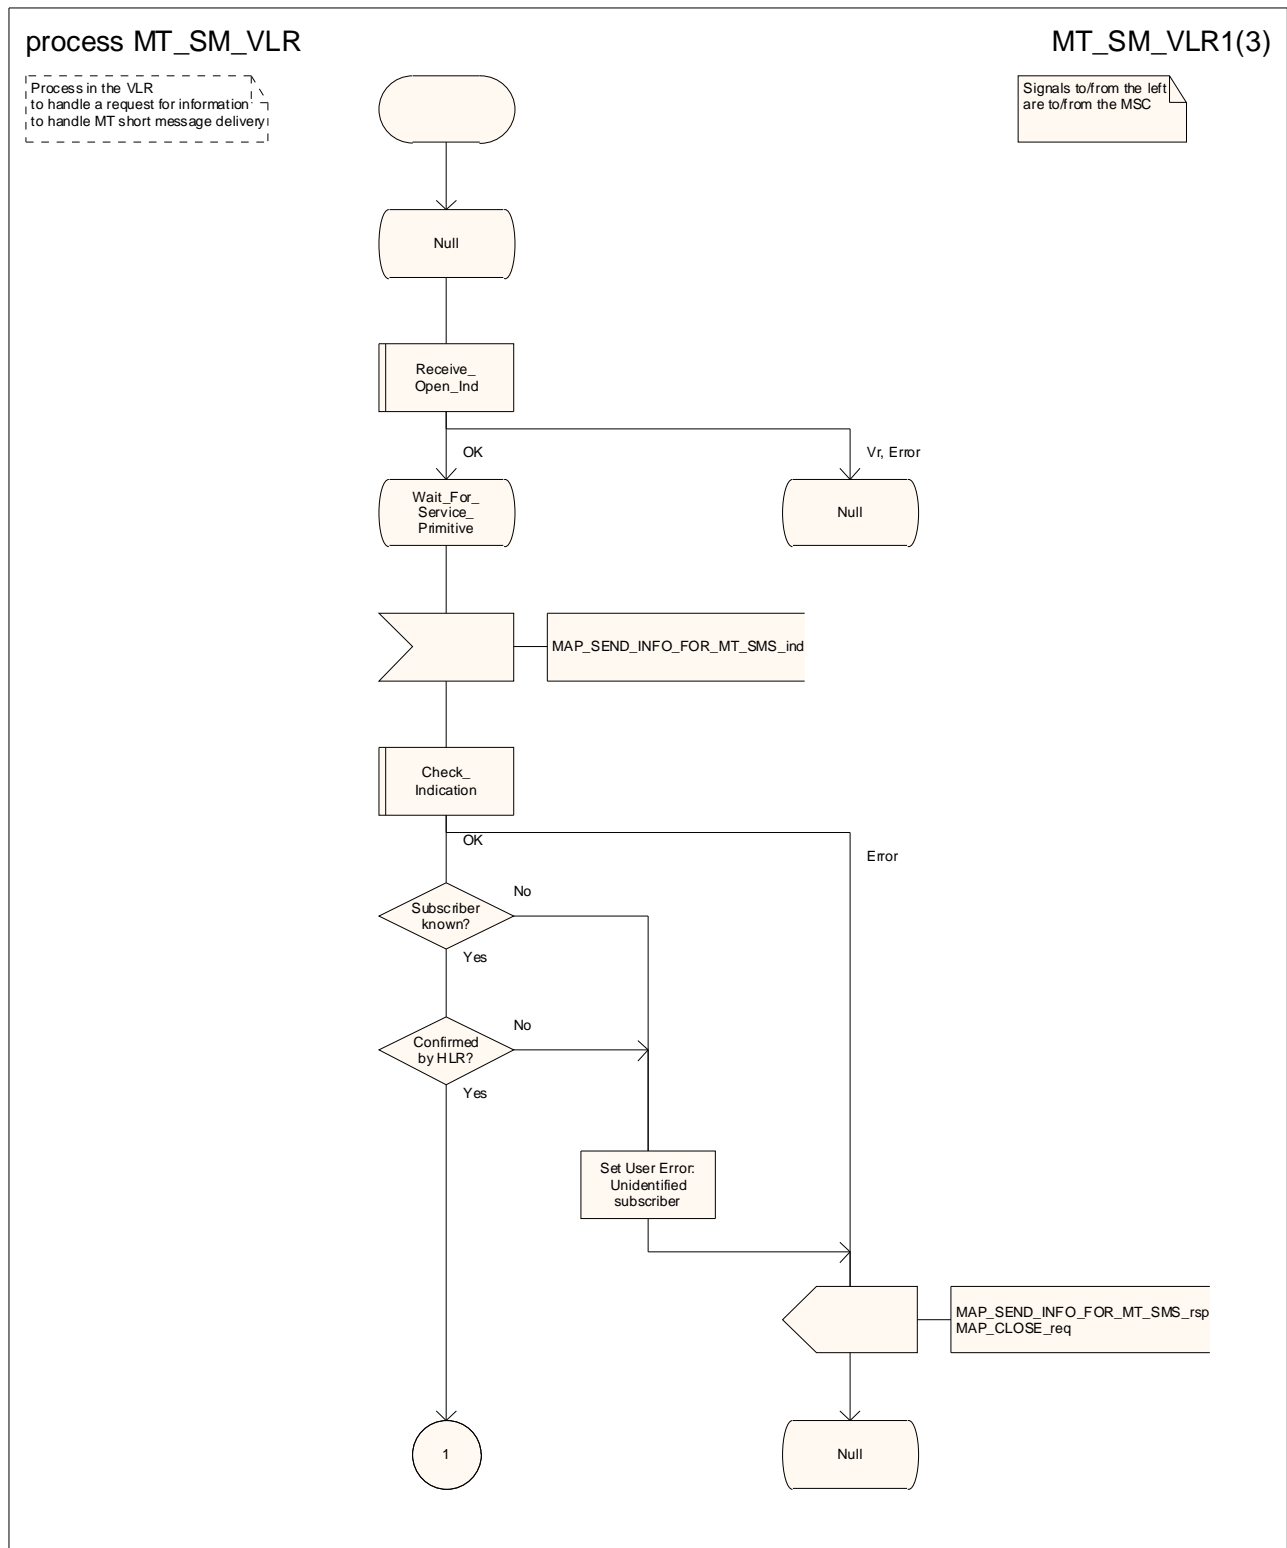 process MT_SM_VLR
MT_SM_VLR1(3)
Process in the VLR
to handle a request for information
to handle MT short message delivery
Signals to/from the left
are to/from the MSC
Null
Receive_
Open_Ind
OK
Vr, Error
Wait_For_
Service_
Primitive
Null
MAP_SEND_INFO_FOR_MT_SMS_ind
Check_
Indication
OK
Error
No
Subscriber
known?
Yes
No
Confirmed
by HLR?
Yes
Set User Error:
Unidentified
subscriber
MAP_SEND_INFO_FOR_MT_SMS_rsp
MAP_CLOSE_req
1
Null